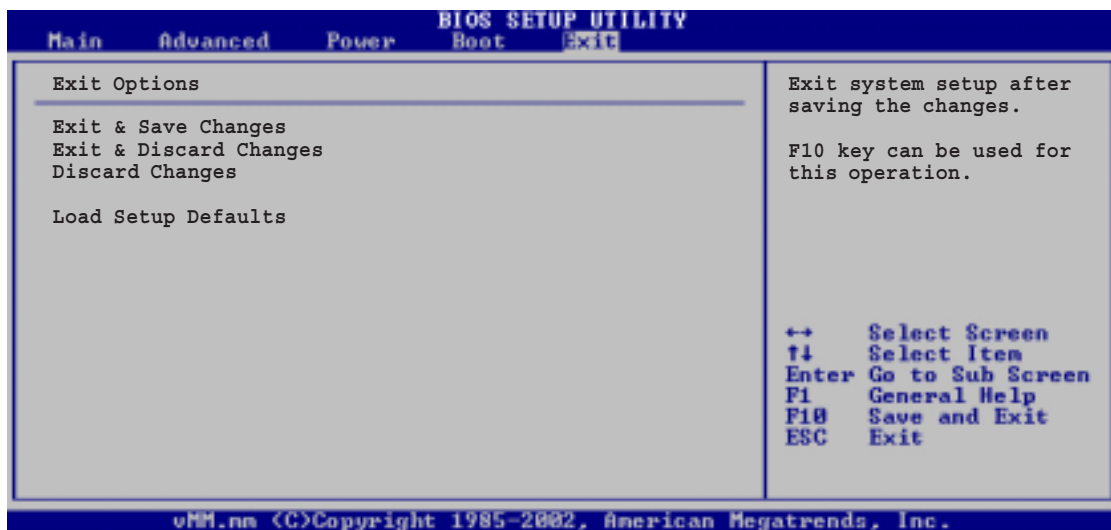 BIOS SETUP UTILITY
Main Advanced Power Boot Exit
Exit Options
Exit & Save Changes
Exit & Discard Changes
Discard Changes
Load Setup Defaults
Exit system setup after
saving the changes.
F10 key can be used for
this operation.
↔ Select Screen
↑↓ Select Item
Enter Go to Sub Screen
F1 General Help
F10 Save and Exit
ESC Exit
vMM.mm (C)Copyright 1985-2002, American Megatrends, Inc.